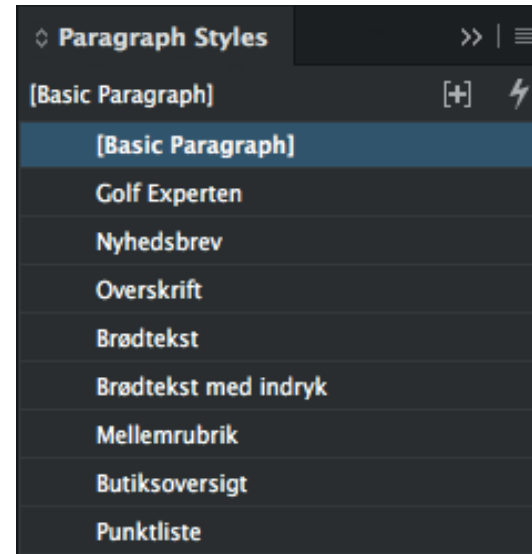 Paragraph Styles
[Basic Paragraph]
[Basic Paragraph]
Golf Experten
Nyhedsbrev
Overskrift
Brødtekst
Brødtekst med indryk
Mellemrubrik
Butiksoversigt
Punktliste